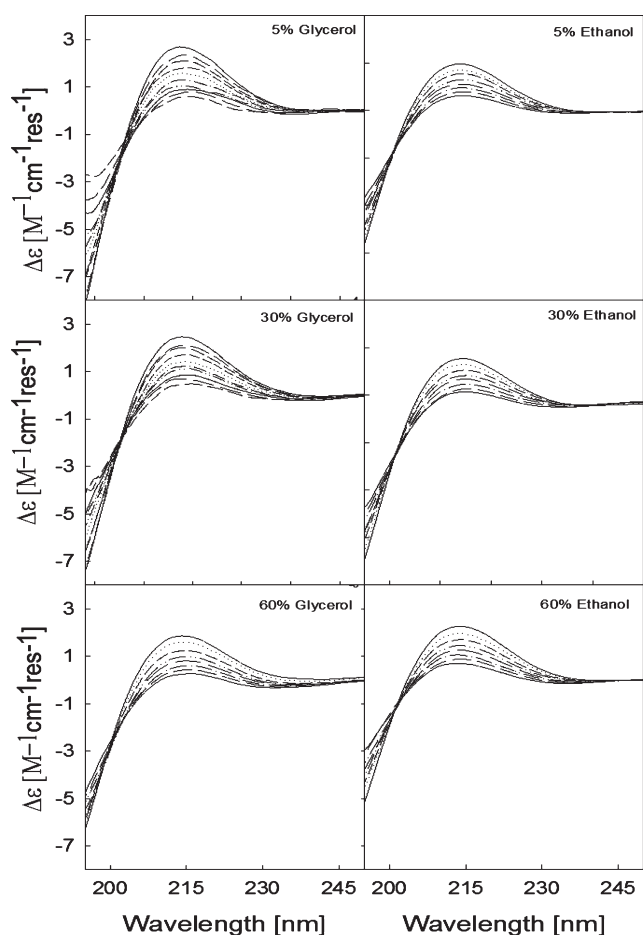 5% Glycerol
3
1
-1
-3
-5
-7
Δε [M⁻¹cm⁻¹res⁻¹]
5% Ethanol
30% Glycerol
3
1
-1
-3
-5
-7
Δε [M⁻¹cm⁻¹res⁻¹]
30% Ethanol
60% Glycerol
3
1
-1
-3
-5
-7
Δε [M⁻¹cm⁻¹res⁻¹]
60% Ethanol
200 215 230 245
200 215 230 245
Wavelength [nm]
Wavelength [nm]